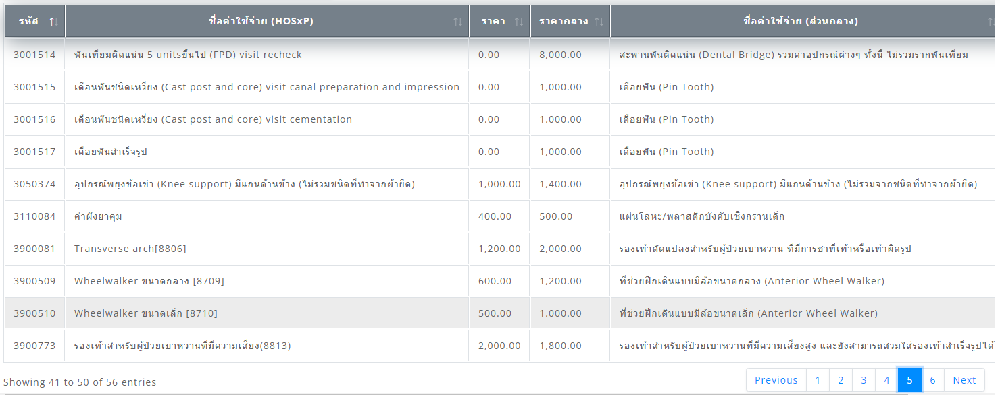 รหัส ชื่อค่าใช้จ่าย (HOSxP) ราคา ราคากลาง ชื่อค่าใช้จ่าย (ส่วนกลาง)
3001514 ฟันเทียมติดแน่น 5 unitsขึ้นไป (FPD) visit recheck 0.00 8,000.00 สะพานฟันติดแน่น (Dental Bridge) รวมค่าอุปกรณ์ต่างๆ ทั้งนี้ ไม่รวมรากฟันเทียม
3001515 เดือนฟันชนิดเหวี่ยง (Cast post and core) visit canal preparation and impression 0.00 1,000.00 เดือยฟัน (Pin Tooth)
3001516 เดือนฟันชนิดเหวี่ยง (Cast post and core) visit cementation 0.00 1,000.00 เดือยฟัน (Pin Tooth)
3001517 เดือยฟันสำเร็จรูป 0.00 1,000.00 เดือยฟัน (Pin Tooth)
3050374 อุปกรณ์พยุงข้อเข่า (Knee support) มีแกนด้านข้าง (ไม่รวมชนิดที่ทำจากผ้ายืด) 1,000.00 1,400.00 อุปกรณ์พยุงข้อเข่า (Knee support) มีแกนด้านข้าง (ไม่รวมจากชนิดที่ทำจากผ้ายืด)
3110084 ค่าฝังยาคุม 400.00 500.00 แผ่นโลหะ/พลาสติกบังคับเชิงกรานเด็ก
3900081 Transverse arch[8806] 1,200.00 2,000.00 รองเท้าดัดแปลงสำหรับผู้ป่วยเบาหวาน ที่มีการชาที่เท้าหรือเท้าผิดรูป
3900509 Wheelwalker ขนาดกลาง [8709] 600.00 1,200.00 ที่ช่วยฝึกเดินแบบมีล้อขนาดกลาง (Anterior Wheel Walker)
3900510 Wheelwalker ขนาดเล็ก [8710] 500.00 1,000.00 ที่ช่วยฝึกเดินแบบมีล้อขนาดเล็ก (Anterior Wheel Walker)
3900773 รองเท้าสำหรับผู้ป่วยเบาหวานที่มีความเสี่ยง(8813) 2,000.00 1,800.00 รองเท้าสำหรับผู้ป่วยเบาหวานที่มีความเสี่ยงสูง และยังสามารถสวมใส่รองเท้าสำเร็จรูปได้
Showing 41 to 50 of 56 entries Previous 1 2 3 4 5 6 Next